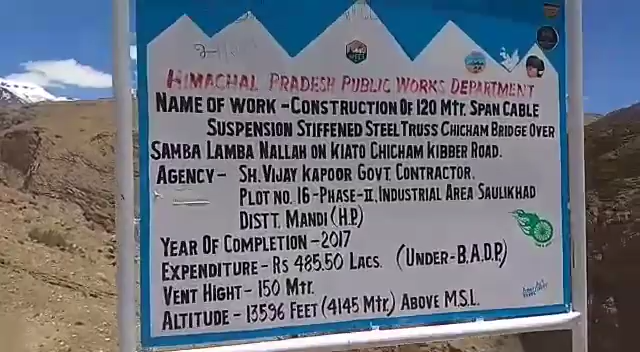 HIMACHAL PRADESH PUBLIC WORKS DEPARTMENT
NAME OF WORK - CONSTRUCTION OF 120 Mtr. SPAN CABLE
SUSPENSION STIFFENED STEEL TRUSS CHICHAM BRIDGE OVER
SAMBA LAMBA NALLAH ON KIATO CHICHAM KIBBER ROAD.
AGENCY - SH. VIJAY KAPOOR GOVT. CONTRACTOR.
PLOT NO. 16-PHASE-II, INDUSTRIAL AREA SAULIKHAD
DISTT. MANDI (H.P.)
YEAR OF COMPLETION - 2017
EXPENDITURE - Rs 485.50 LACS. (UNDER-B.A.D.P.)
VENT HIGHT - 150 Mtr.
ALTITUDE - 13596 FEET (4145 Mtr.) ABOVE M.S.L.